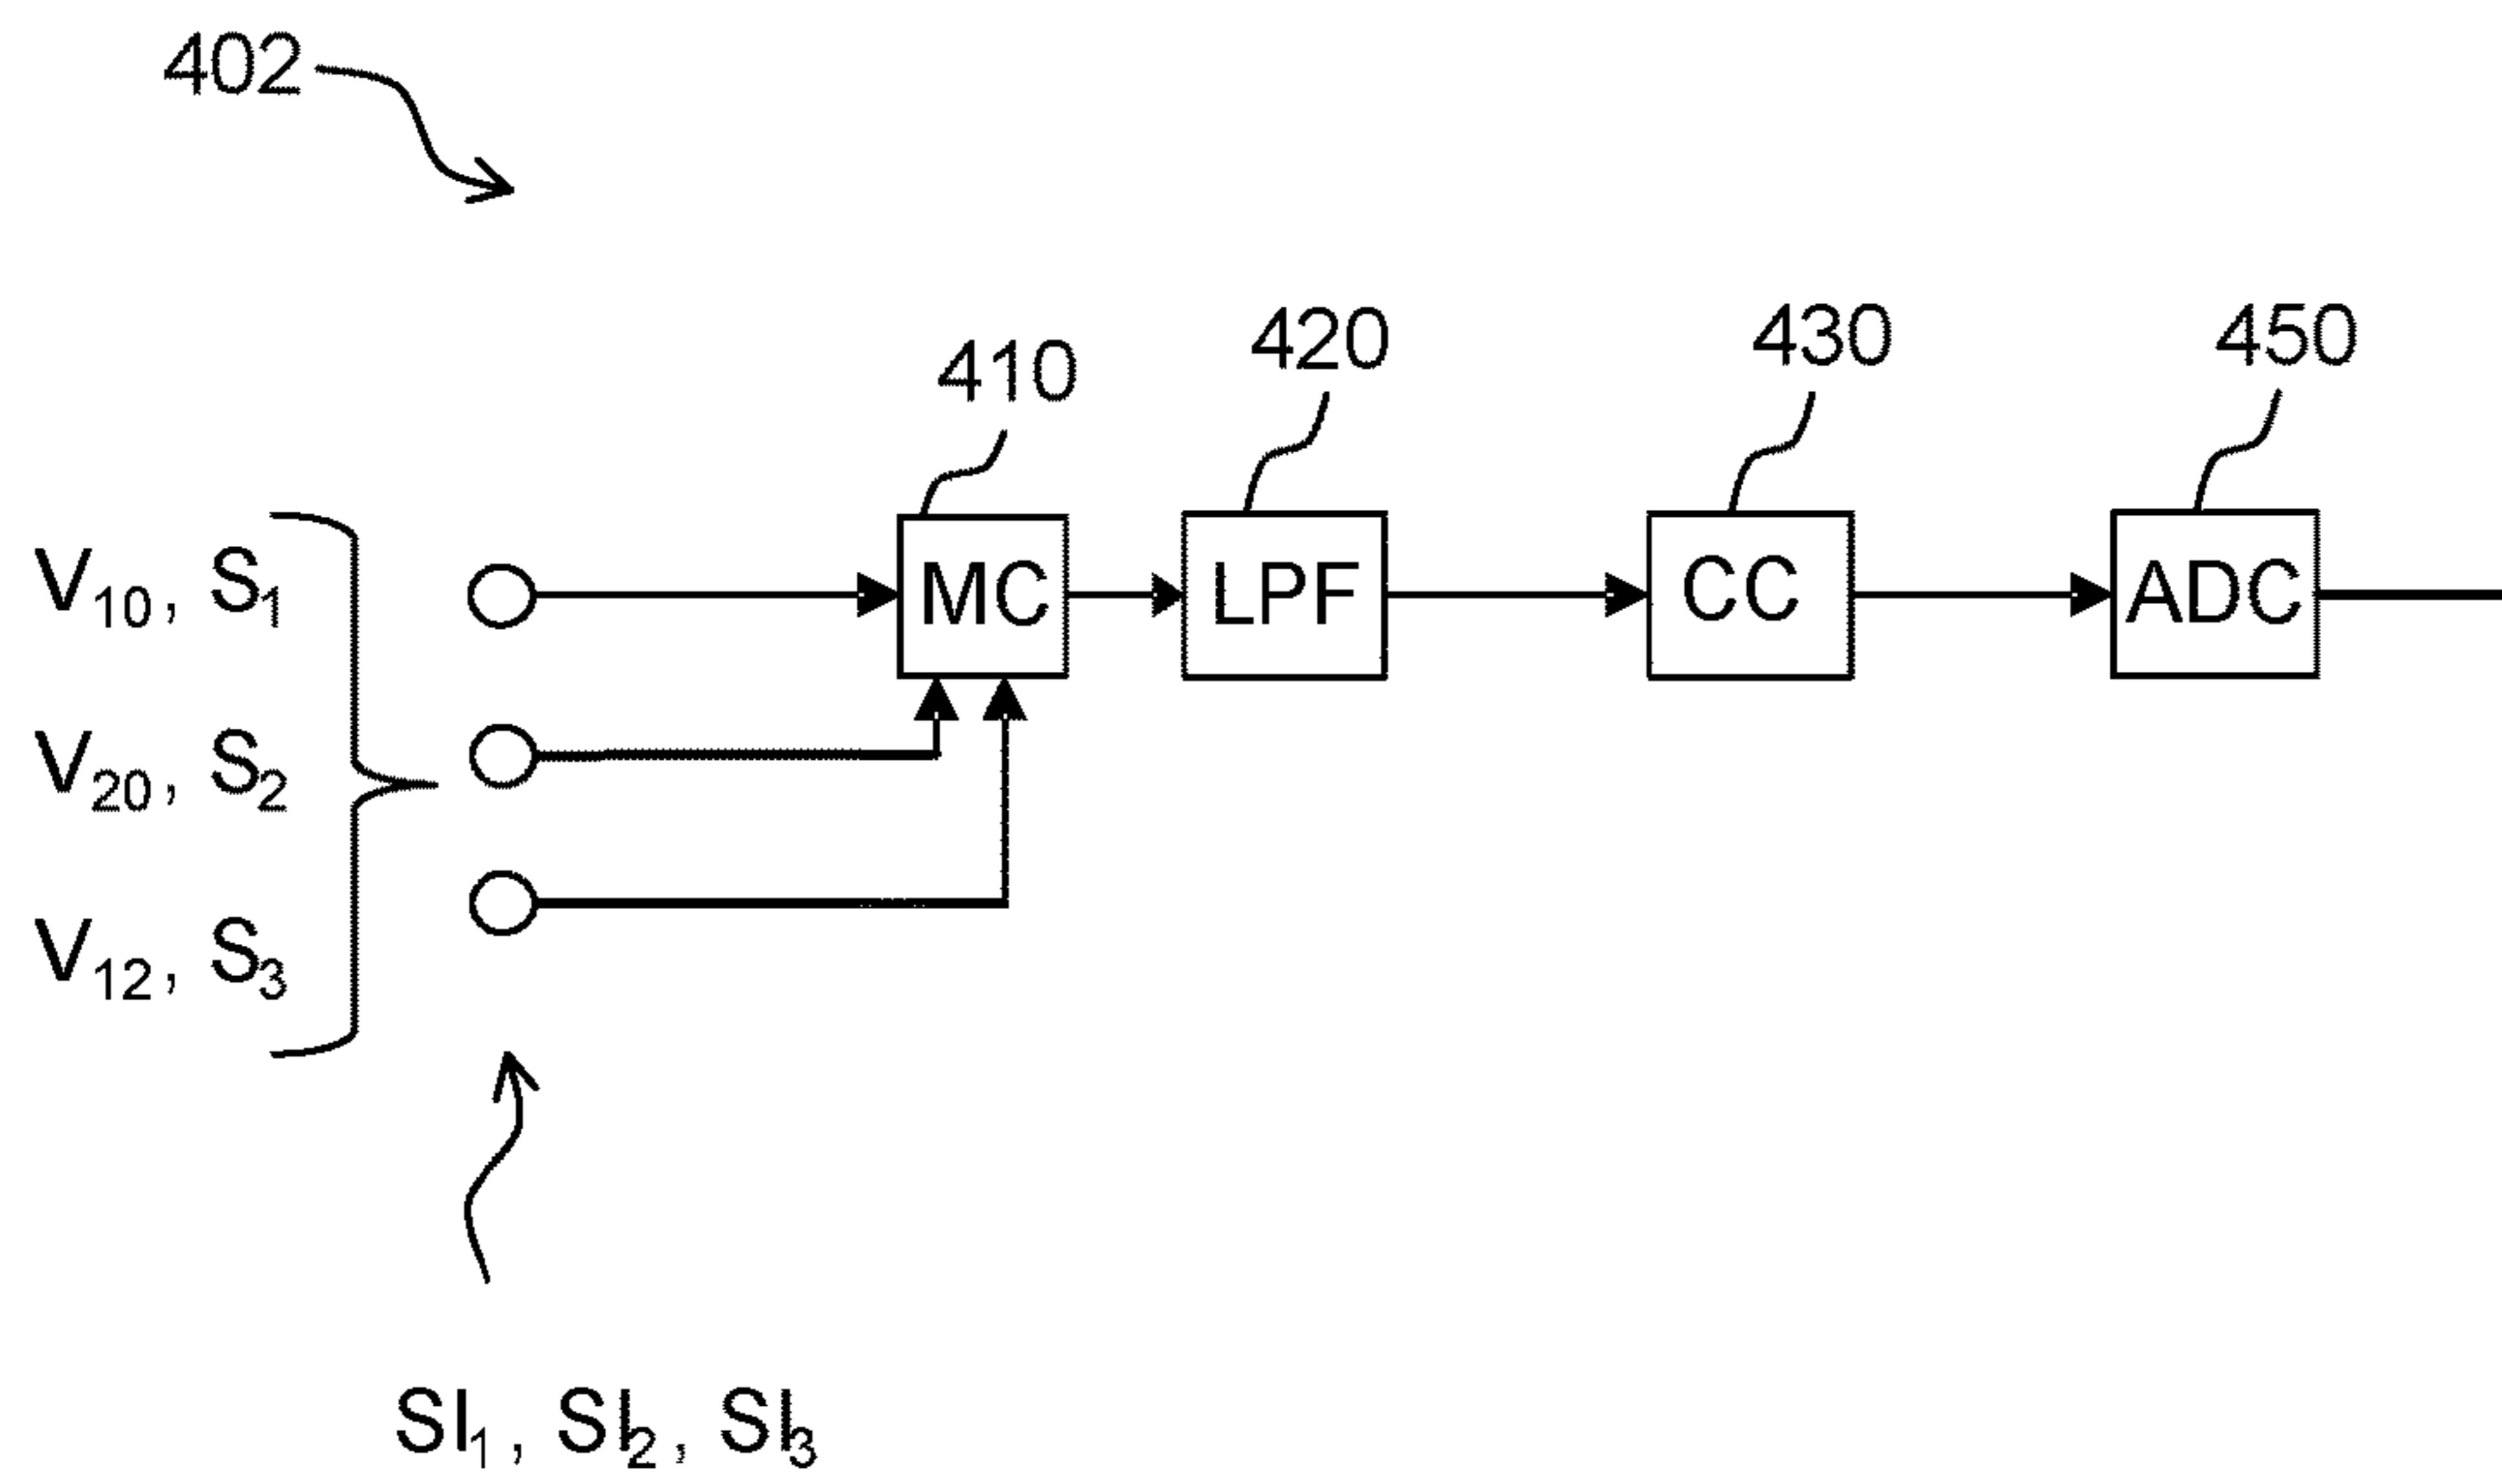 402
410 420 430 450
MC LPF CC ADC
V10, S1
V20, S2
V12, S3
SI1, SI2, SI3